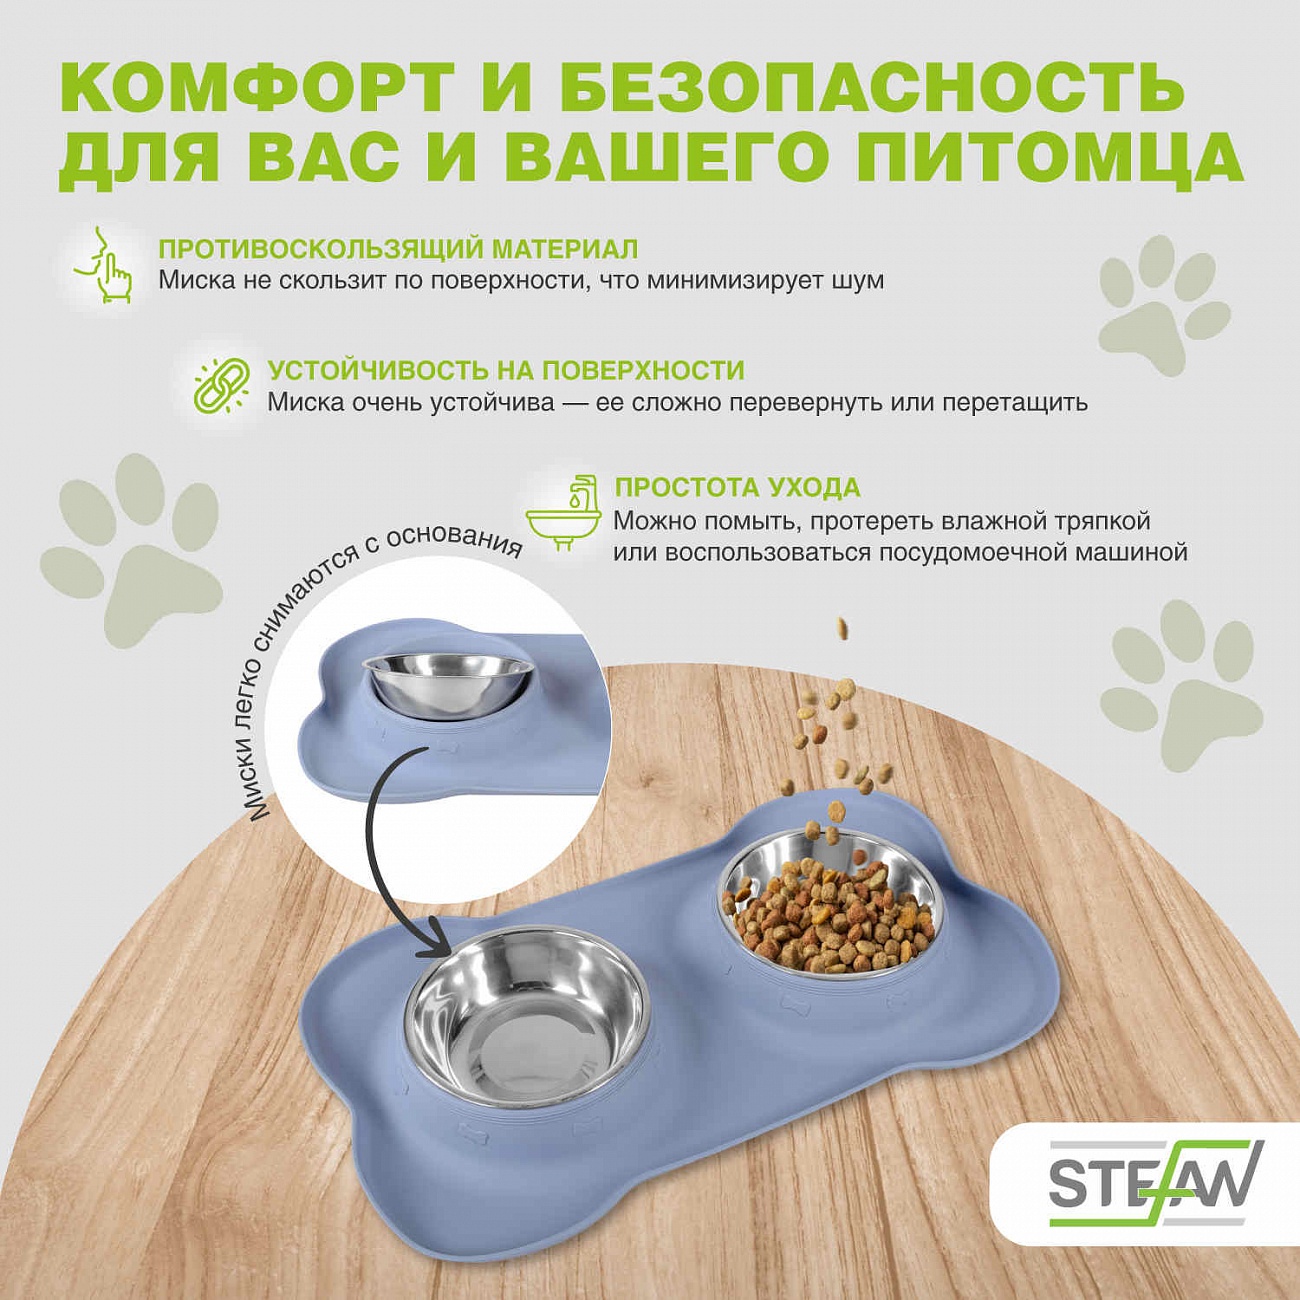 КОМФОРТ И БЕЗОПАСНОСТЬ
ДЛЯ ВАС И ВАШЕГО ПИТОМЦА
ПРОТИВОСКОЛЬЗЯЩИЙ МАТЕРИАЛ
Миска не скользит по поверхности, что минимизирует шум
УСТОЙЧИВОСТЬ НА ПОВЕРХНОСТИ
Миска очень устойчива — ее сложно перевернуть или перетащить
ПРОСТОТА УХОДА
Можно помыть, протереть влажной тряпкой
или воспользоваться посудомоечной машиной
Миски легко снимаются с основания
STEFAN